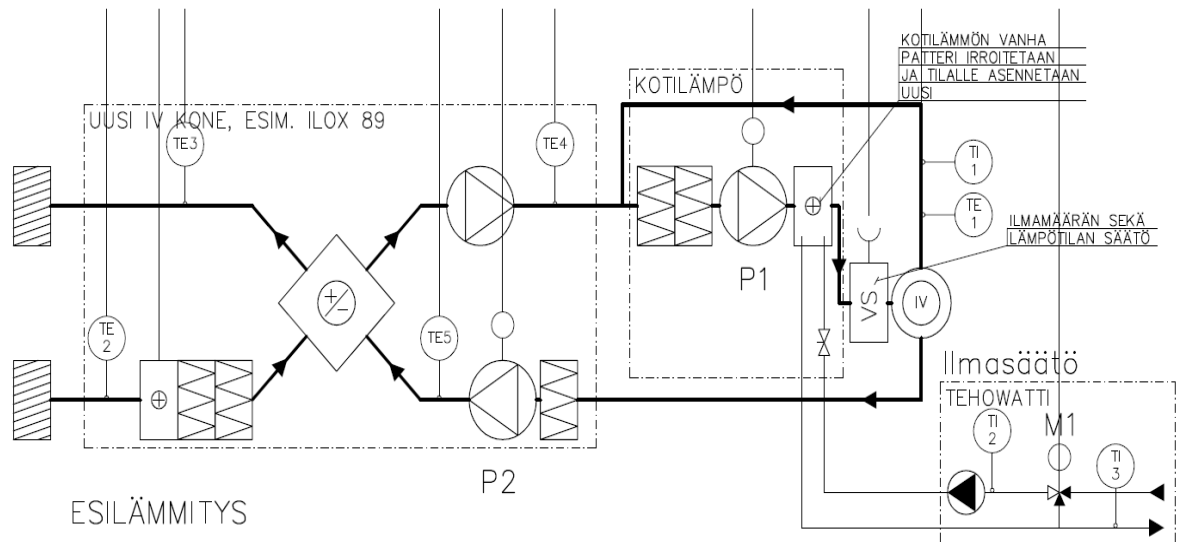 KOTILÄMMÖN VANHA
PATTERI IRROITETAAN
JA TILALLE ASENNETAAN
UUSI
KOTILÄMPÖ
UUSI IV KONE, ESIM. ILOX 89
TE3
TE4
TI
1
TE
1
ILMAMÄÄRÄN SEKÄ
LÄMPÖTILAN SÄÄTÖ
P1
+/-
VS
IV
TE
2
TE5
Ilmasäätö
TEHOWATTI
TI
2
M1
TI
3
P2
ESILÄMMITYS